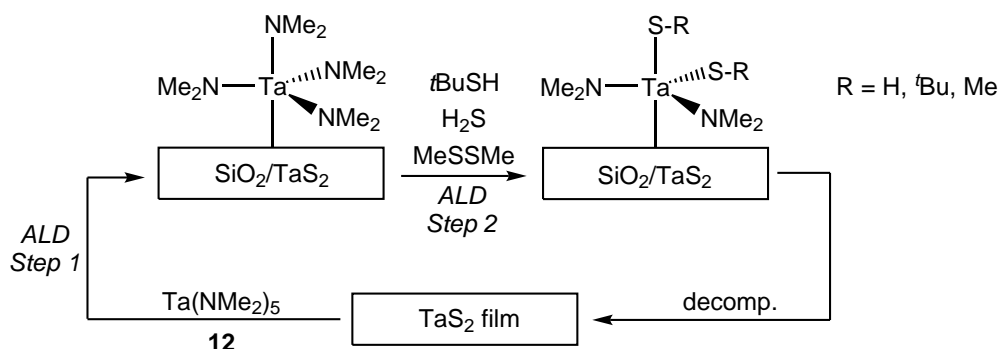 NMe2
Me2N
Ta
NMe2
NMe2
SiO2/TaS2
tBuSH
H2S
MeSSMe
ALD
Step 2
S-R
S-R
Me2N
Ta
NMe2
SiO2/TaS2
R = H, tBu, Me
ALD
Step 1
Ta(NMe2)5
12
TaS2 film
decomp.